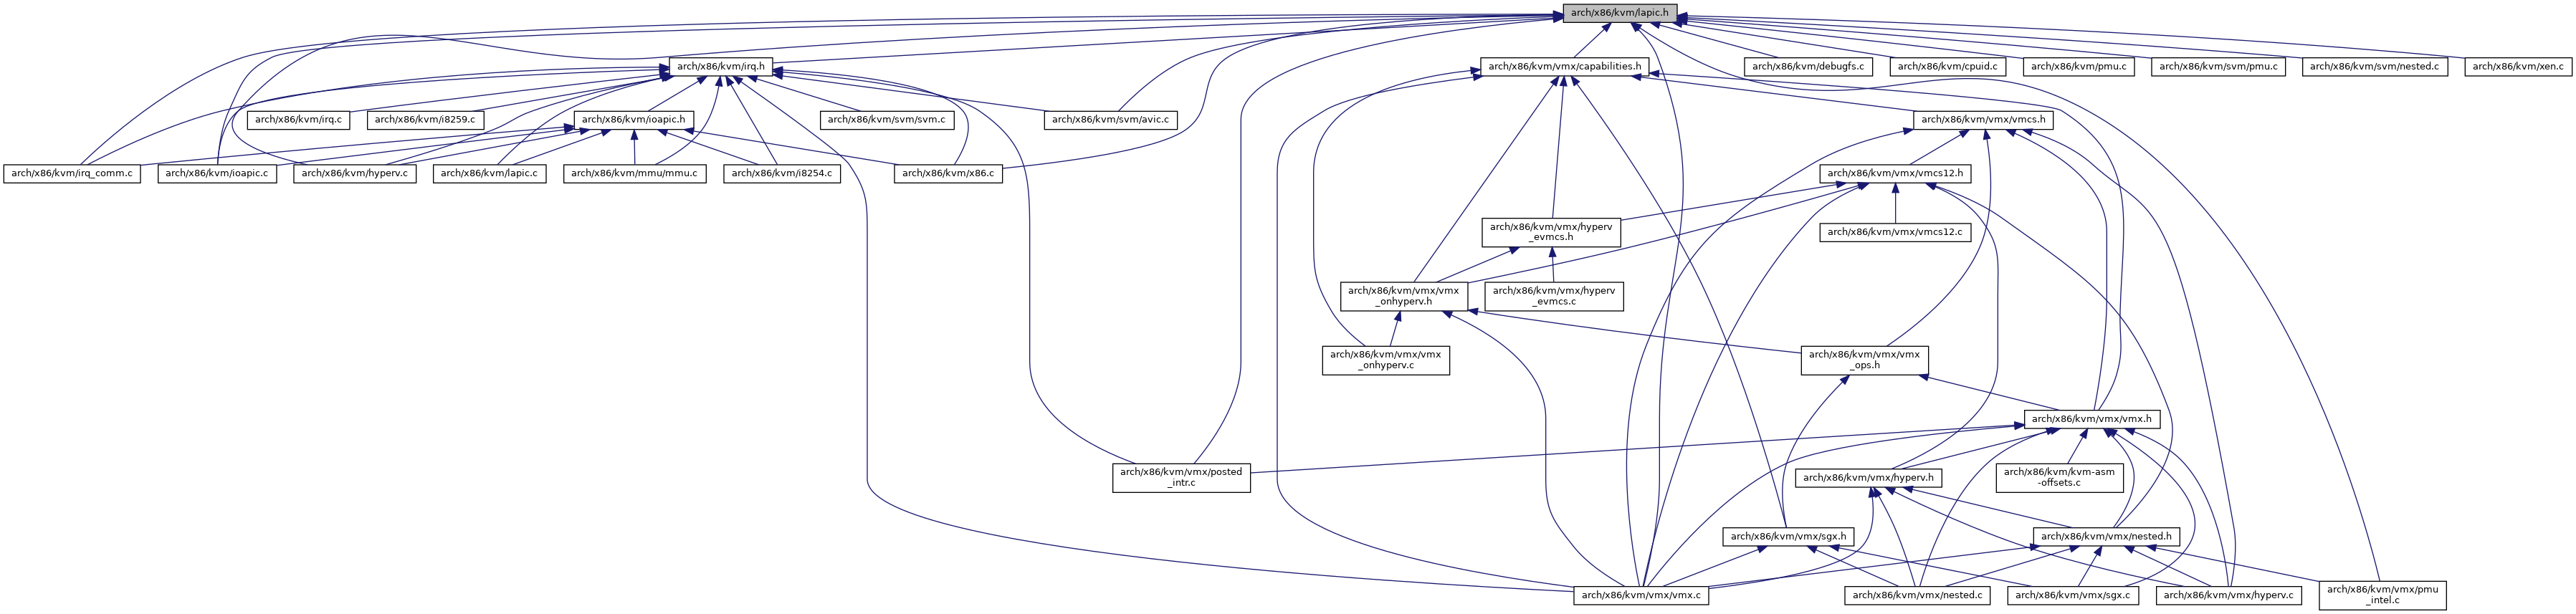 arch/x86/kvm/lapic.h
arch/x86/kvm/irq.h
arch/x86/kvm/vmx/capabilities.h
arch/x86/kvm/debugfs.c
arch/x86/kvm/cpuid.c
arch/x86/kvm/pmu.c
arch/x86/kvm/svm/pmu.c
arch/x86/kvm/svm/nested.c
arch/x86/kvm/xen.c
arch/x86/kvm/irq.c
arch/x86/kvm/i8259.c
arch/x86/kvm/ioapic.h
arch/x86/kvm/svm/svm.c
arch/x86/kvm/svm/avic.c
arch/x86/kvm/vmx/vmcs.h
arch/x86/kvm/irq_comm.c
arch/x86/kvm/ioapic.c
arch/x86/kvm/hyperv.c
arch/x86/kvm/lapic.c
arch/x86/kvm/mmu/mmu.c
arch/x86/kvm/i8254.c
arch/x86/kvm/x86.c
arch/x86/kvm/vmx/vmcs12.h
arch/x86/kvm/vmx/hyperv
_evmcs.h
arch/x86/kvm/vmx/vmcs12.c
arch/x86/kvm/vmx/vmx
_onhyperv.h
arch/x86/kvm/vmx/hyperv
_evmcs.c
arch/x86/kvm/vmx/vmx
_onhyperv.c
arch/x86/kvm/vmx/vmx
_ops.h
arch/x86/kvm/vmx/vmx.h
arch/x86/kvm/vmx/posted
_intr.c
arch/x86/kvm/vmx/hyperv.h
arch/x86/kvm/kvm-asm
-offsets.c
arch/x86/kvm/vmx/sgx.h
arch/x86/kvm/vmx/nested.h
arch/x86/kvm/vmx/vmx.c
arch/x86/kvm/vmx/nested.c
arch/x86/kvm/vmx/sgx.c
arch/x86/kvm/vmx/hyperv.c
arch/x86/kvm/vmx/pmu
_intel.c